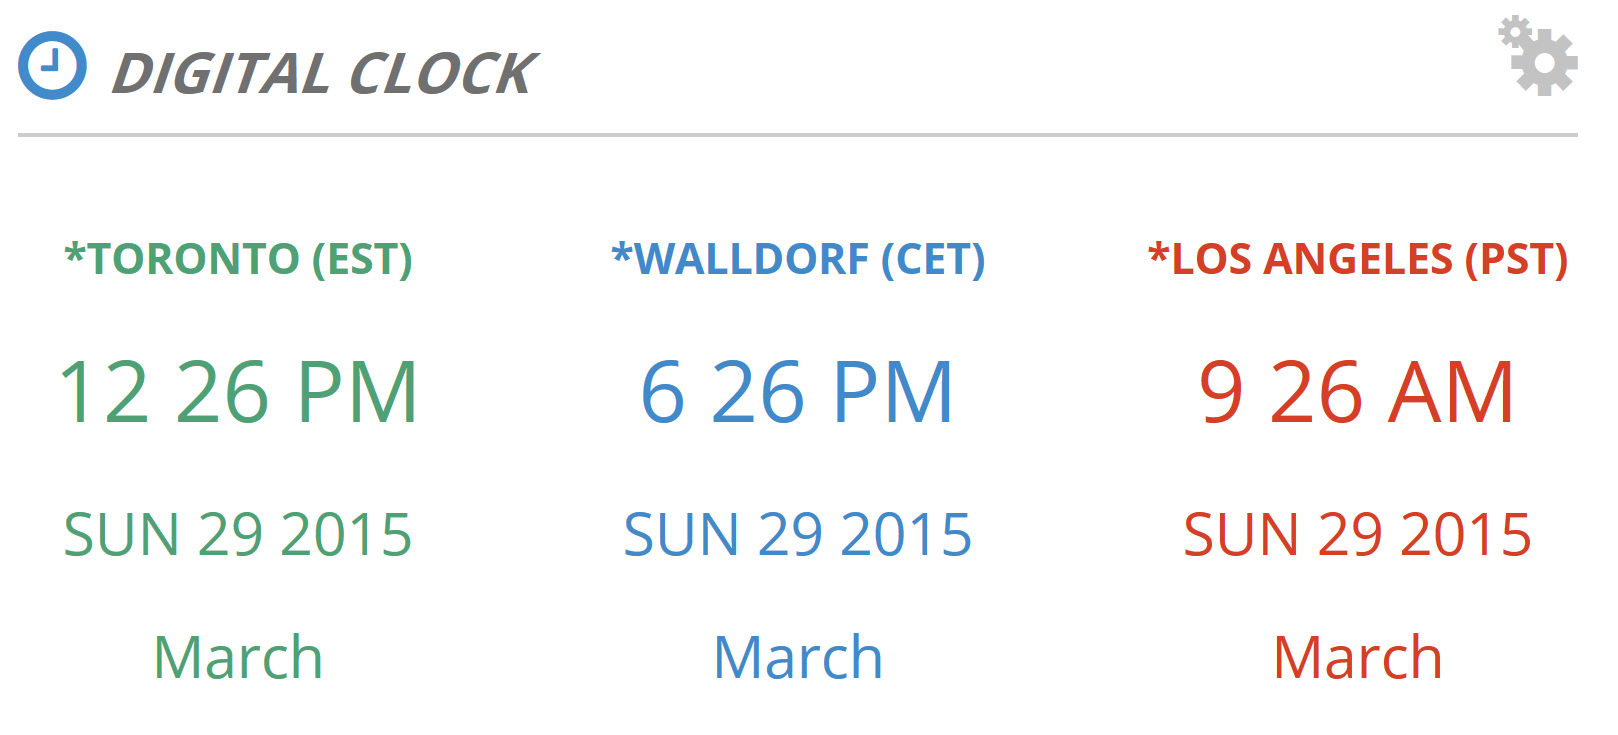 DIGITAL CLOCK
*TORONTO (EST)
12 26 PM
SUN 29 2015
March
*WALLDORF (CET)
6 26 PM
SUN 29 2015
March
*LOS ANGELES (PST)
9 26 AM
SUN 29 2015
March